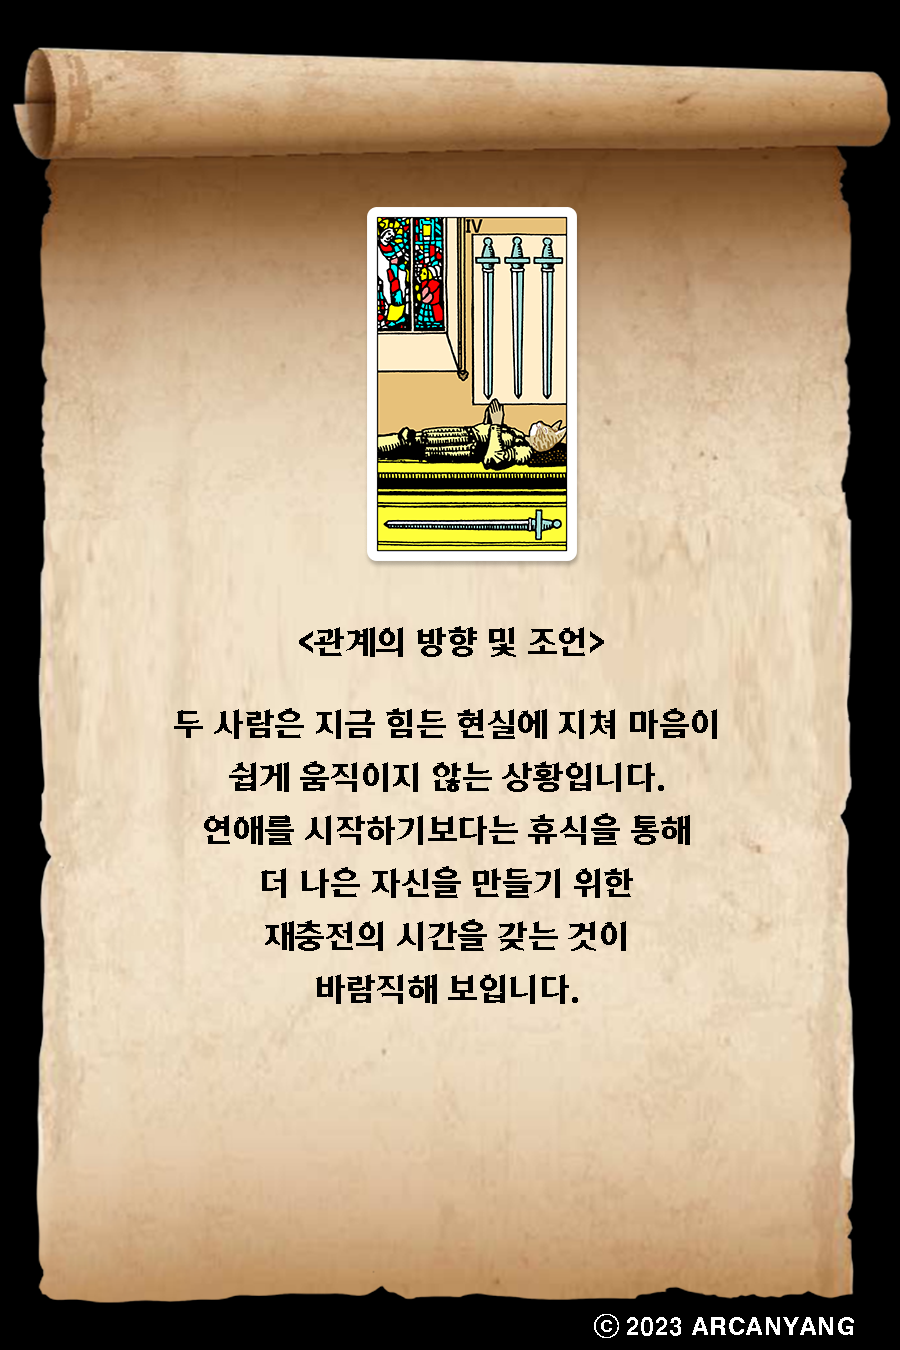 IV
<관계의 방향 및 조언>
두 사람은 지금 힘든 현실에 지쳐 마음이
쉽게 움직이지 않는 상황입니다.
연애를 시작하기보다는 휴식을 통해
더 나은 자신을 만들기 위한
재충전의 시간을 갖는 것이
바람직해 보입니다.
ⓒ 2023 ARCANYANG